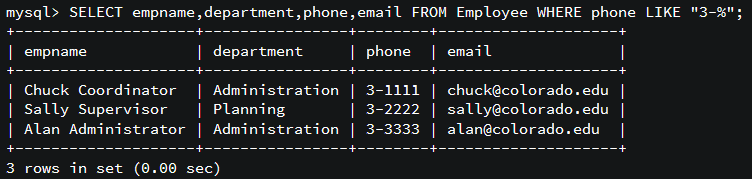 mysql> SELECT empname,department,phone,email FROM Employee WHERE phone LIKE "3-%";
+---------------------+----------------+--------+--------------------+
| empname             | department     | phone  | email              |
+---------------------+----------------+--------+--------------------+
| Chuck Coordinator   | Administration | 3-1111 | chuck@colorado.edu |
| Sally Supervisor    | Planning       | 3-2222 | sally@colorado.edu |
| Alan Administrator | Administration | 3-3333 | alan@colorado.edu  |
+---------------------+----------------+--------+--------------------+
3 rows in set (0.00 sec)